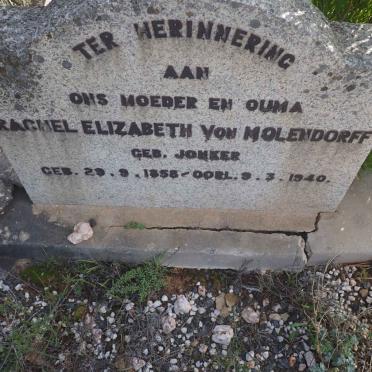 TER HERINNERING
AAN
ONS MOEDER EN OUMA
RACHEL ELIZABETH VON MOLENDORFF
GEB. JONKER
GEB. 29. 9. 1858 - OORL. 9. 3. 1940.